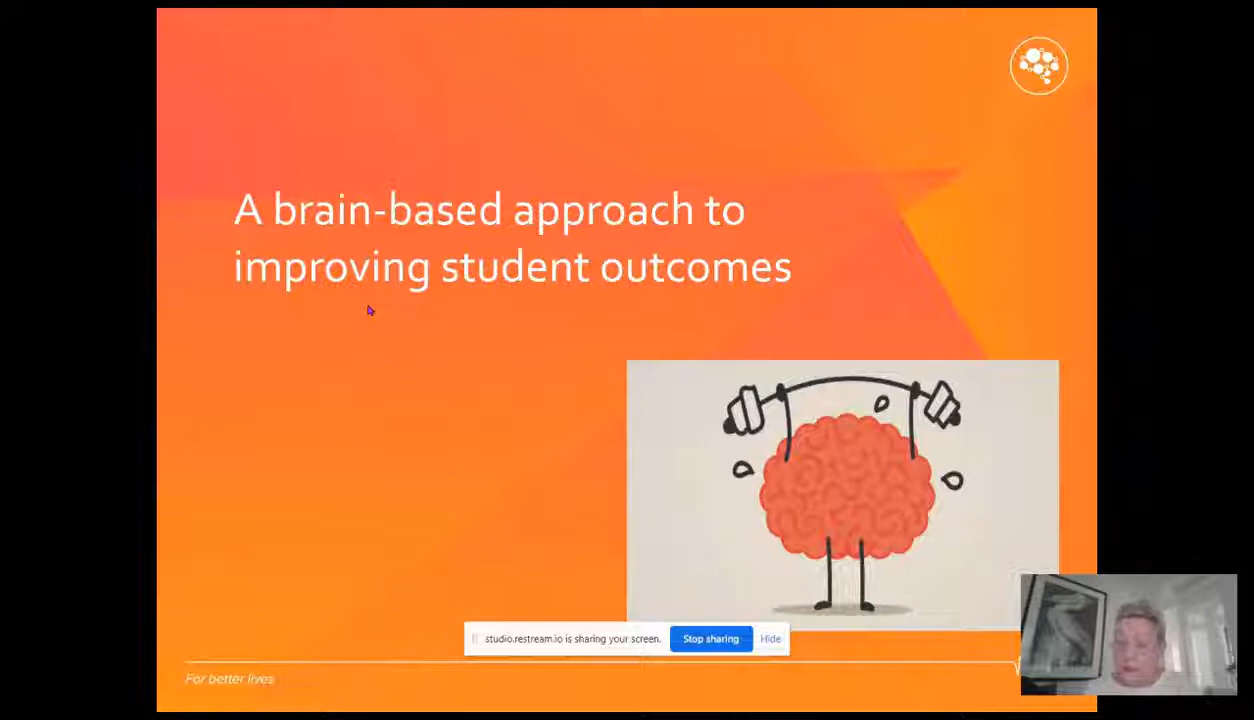 A brain-based approach to
improving student outcomes
studio.restream.io is sharing your screen.
Stop sharing
Hide
For better lives